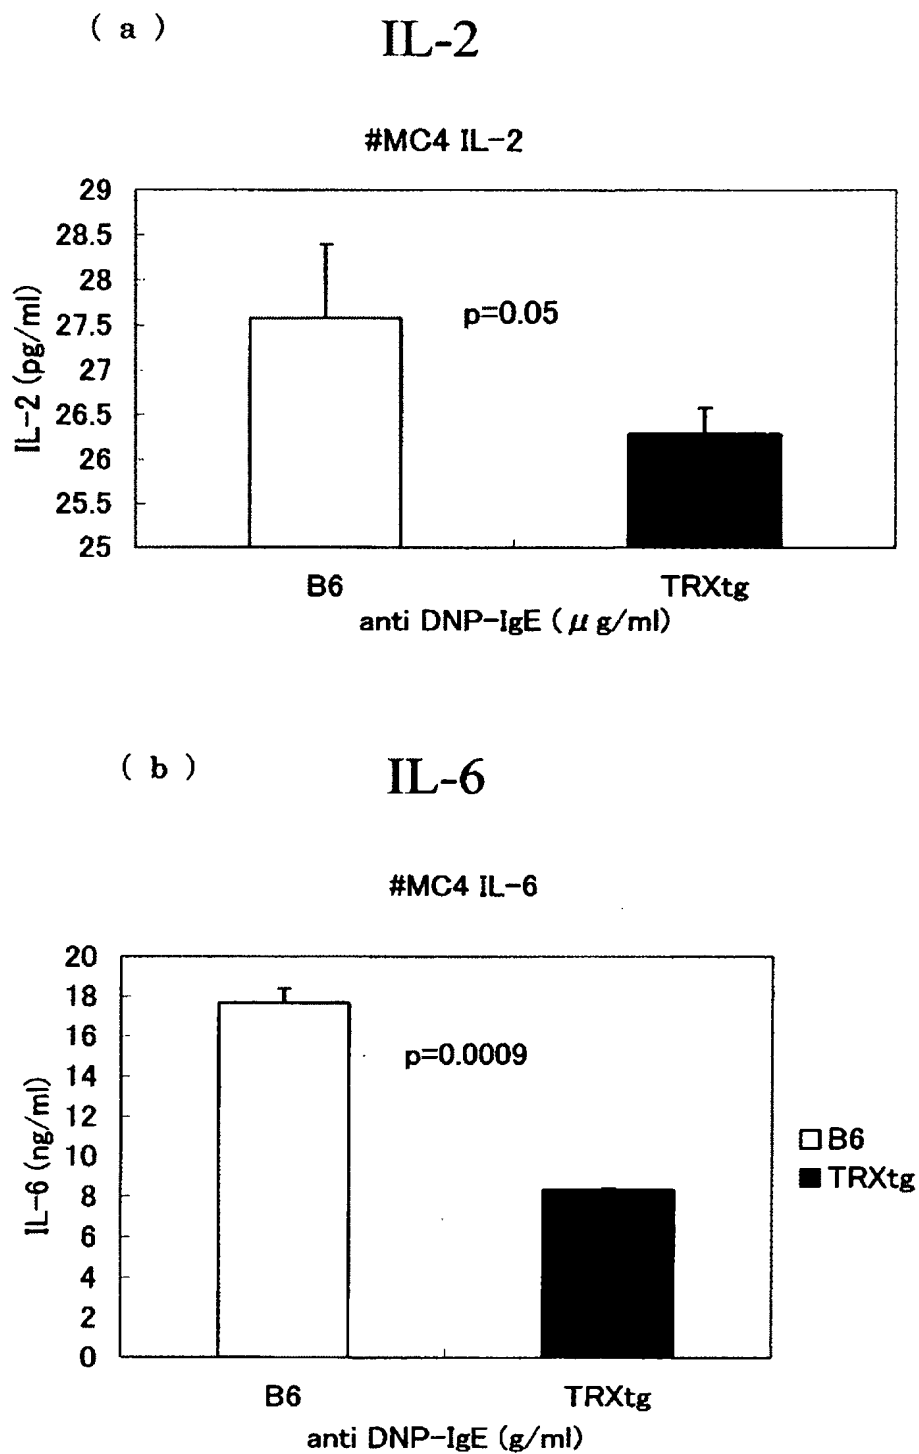 ( a )
IL-2
#MC4 IL-2
29
28.5
28
27.5
27
26.5
26
25.5
25
IL-2 (pg/ml)
p=0.05
B6
TRXtg
anti DNP-IgE (μg/ml)
( b )
IL-6
#MC4 IL-6
20
18
16
14
12
10
8
6
4
2
0
IL-6 (ng/ml)
p=0.0009
B6
TRXtg
B6
TRXtg
anti DNP-IgE (g/ml)